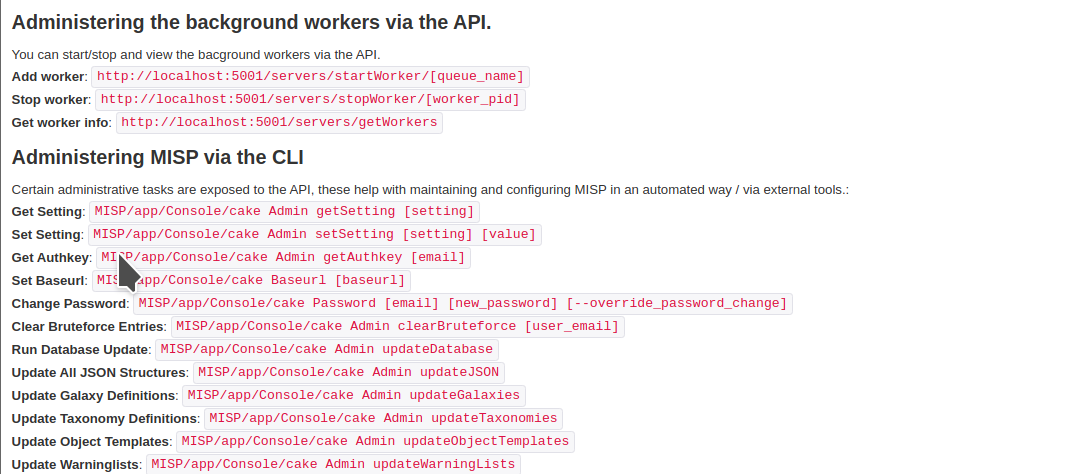 Administering the background workers via the API.
You can start/stop and view the bacground workers via the API.
Add worker: http://localhost:5001/servers/startWorker/[queue_name]
Stop worker: http://localhost:5001/servers/stopWorker/[worker_pid]
Get worker info: http://localhost:5001/servers/getWorkers
Administering MISP via the CLI
Certain administrative tasks are exposed to the API, these help with maintaining and configuring MISP in an automated way / via external tools.:
Get Setting: MISP/app/Console/cake Admin getSetting [setting]
Set Setting: MISP/app/Console/cake Admin setSetting [setting] [value]
Get Authkey: MISP/app/Console/cake Admin getAuthkey [email]
Set Baseurl: MISP/app/Console/cake Baseurl [baseurl]
Change Password: MISP/app/Console/cake Password [email] [new_password] [--override_password_change]
Clear Bruteforce Entries: MISP/app/Console/cake Admin clearBruteforce [user_email]
Run Database Update: MISP/app/Console/cake Admin updateDatabase
Update All JSON Structures: MISP/app/Console/cake Admin updateJSON
Update Galaxy Definitions: MISP/app/Console/cake Admin updateGalaxies
Update Taxonomy Definitions: MISP/app/Console/cake Admin updateTaxonomies
Update Object Templates: MISP/app/Console/cake Admin updateObjectTemplates
Update Warninglists: MISP/app/Console/cake Admin updateWarningLists